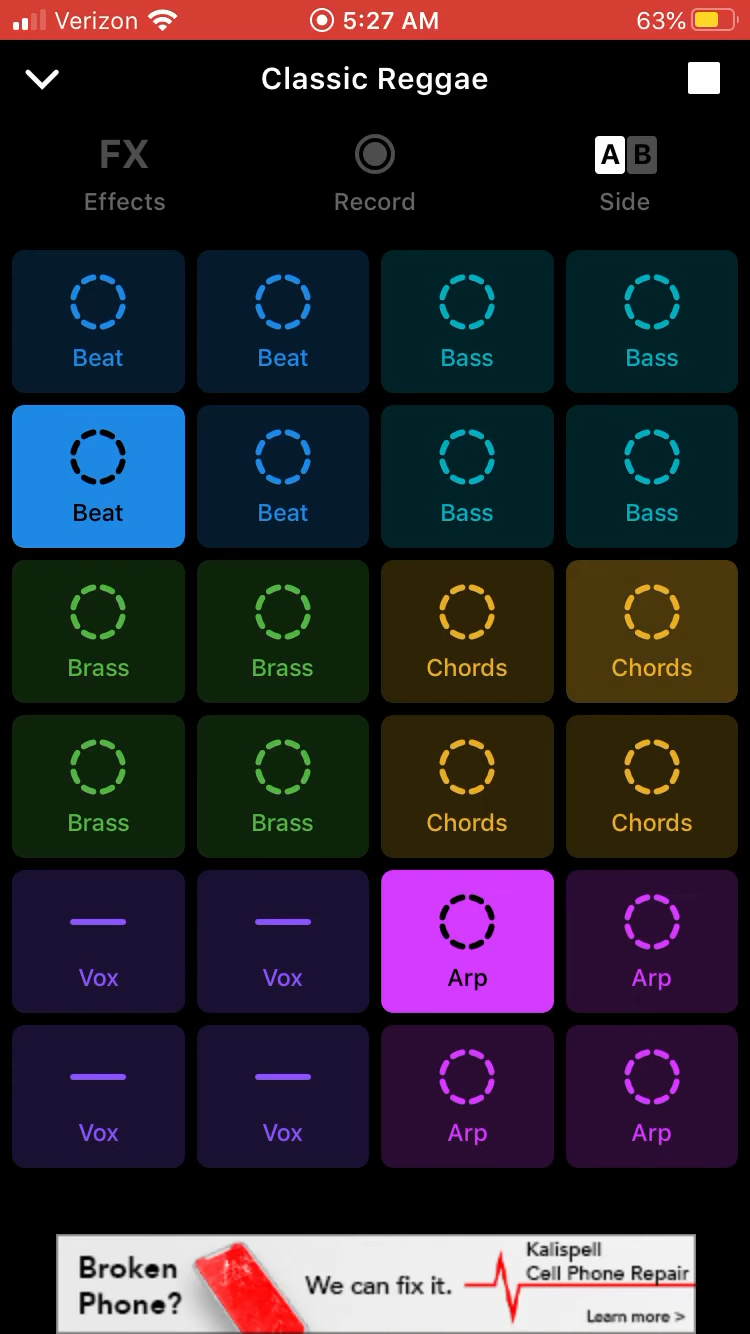 Verizon 5:27 AM 63%
Classic Reggae
FX A B
Effects Record Side
Beat Beat Bass Bass
Beat Beat Bass Bass
Brass Brass Chords Chords
Brass Brass Chords Chords
Vox Vox Arp Arp
Vox Vox Arp Arp
Broken
Phone?
We can fix it.
Kalispell
Cell Phone Repair
Learn more >